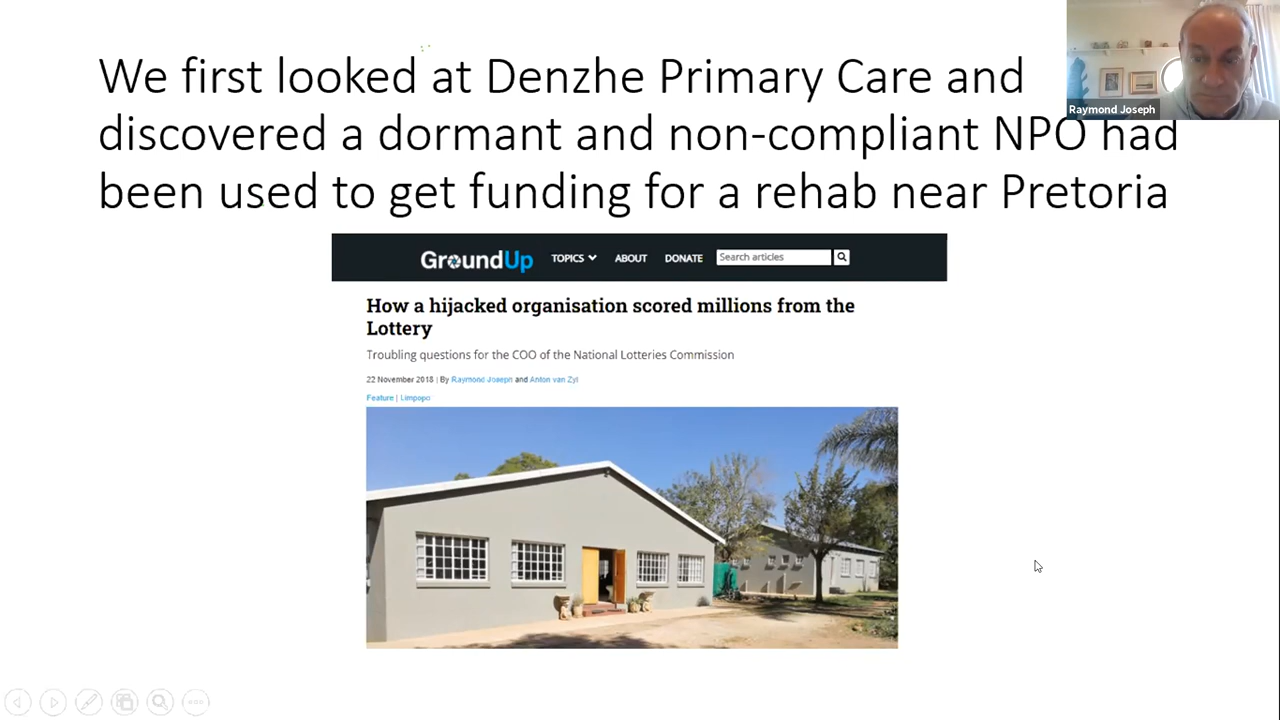 We first looked at Denzhe Primary Care and
discovered a dormant and non-compliant NPO had
been used to get funding for a rehab near Pretoria
Raymond Joseph
GroundUp
TOPICS
ABOUT
DONATE
Search articles
How a hijacked organisation scored millions from the
Lottery
Troubling questions for the COO of the National Lotteries Commission
22 November 2018 | By Raymond Joseph and Anton van Zyl
Feature | Limpopo